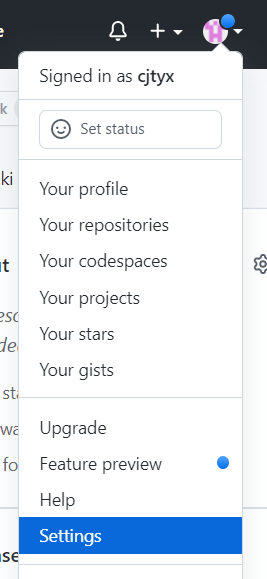 Signed in as cjtyx
Set status
Your profile
Your repositories
Your codespaces
Your projects
Your stars
Your gists
Upgrade
Feature preview
Help
Settings